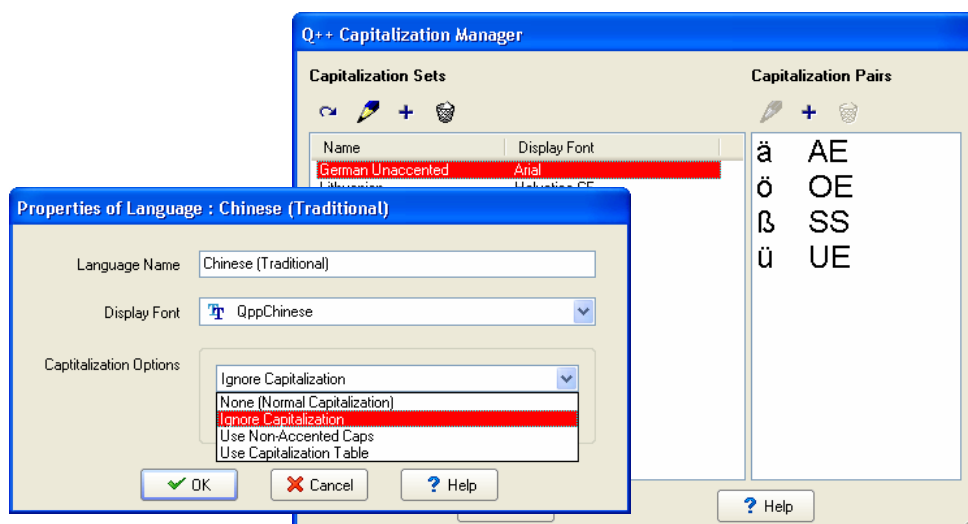 Q++ Capitalization Manager
Capitalization Sets
Capitalization Pairs
Name Display Font
German Unaccented Arial
ä AE
ö OE
ß SS
ü UE
Properties of Language : Chinese (Traditional)
Language Name Chinese (Traditional)
Display Font QppChinese
Captitalization Options
Ignore Capitalization
None (Normal Capitalization)
Ignore Capitalization
Use Non-Accented Caps
Use Capitalization Table
OK Cancel ? Help
? Help